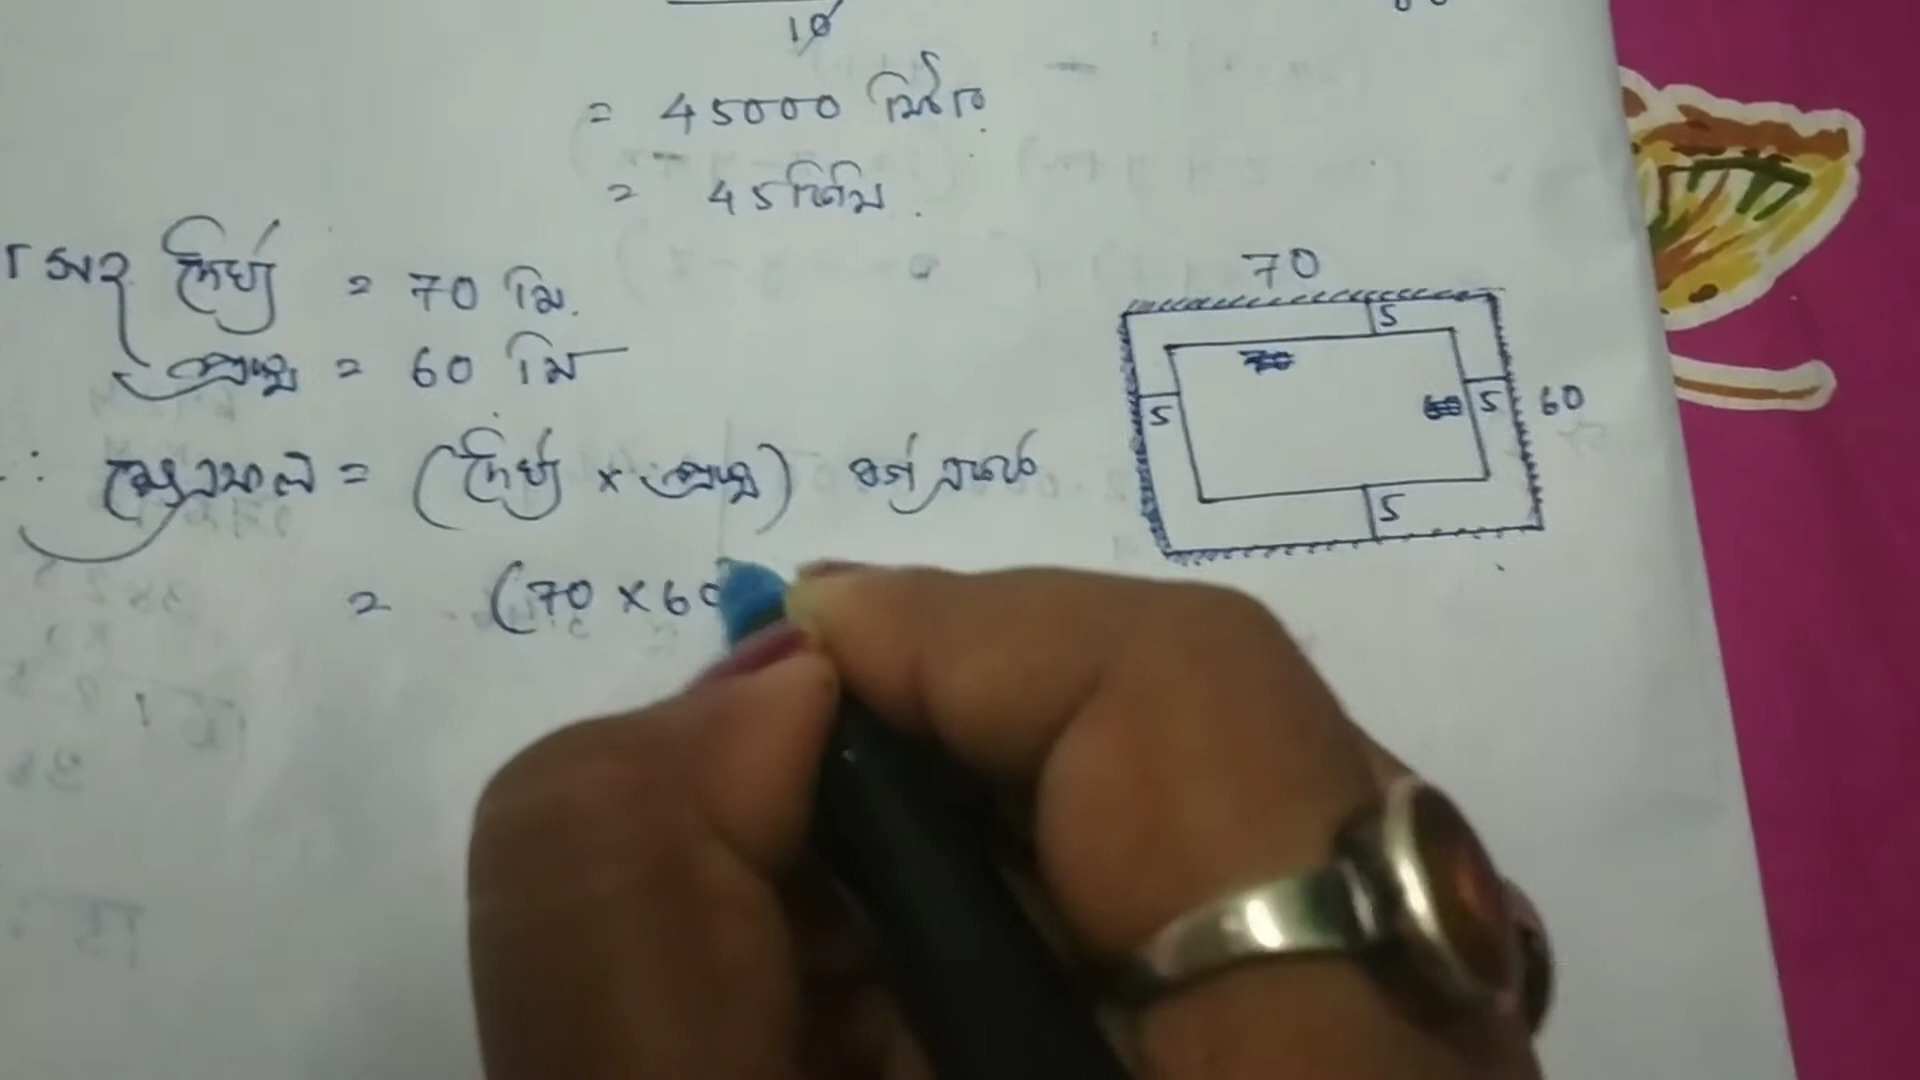 10
= 45000 মিটার
= 45 কিমি.
দৈর্ঘ্য = 70 মি.
প্রস্থ = 60 মি
∴ ক্ষেত্রফল = (দৈর্ঘ্য × প্রস্থ) বর্গ একক
= (70 × 60
70
5
5
5
60
5